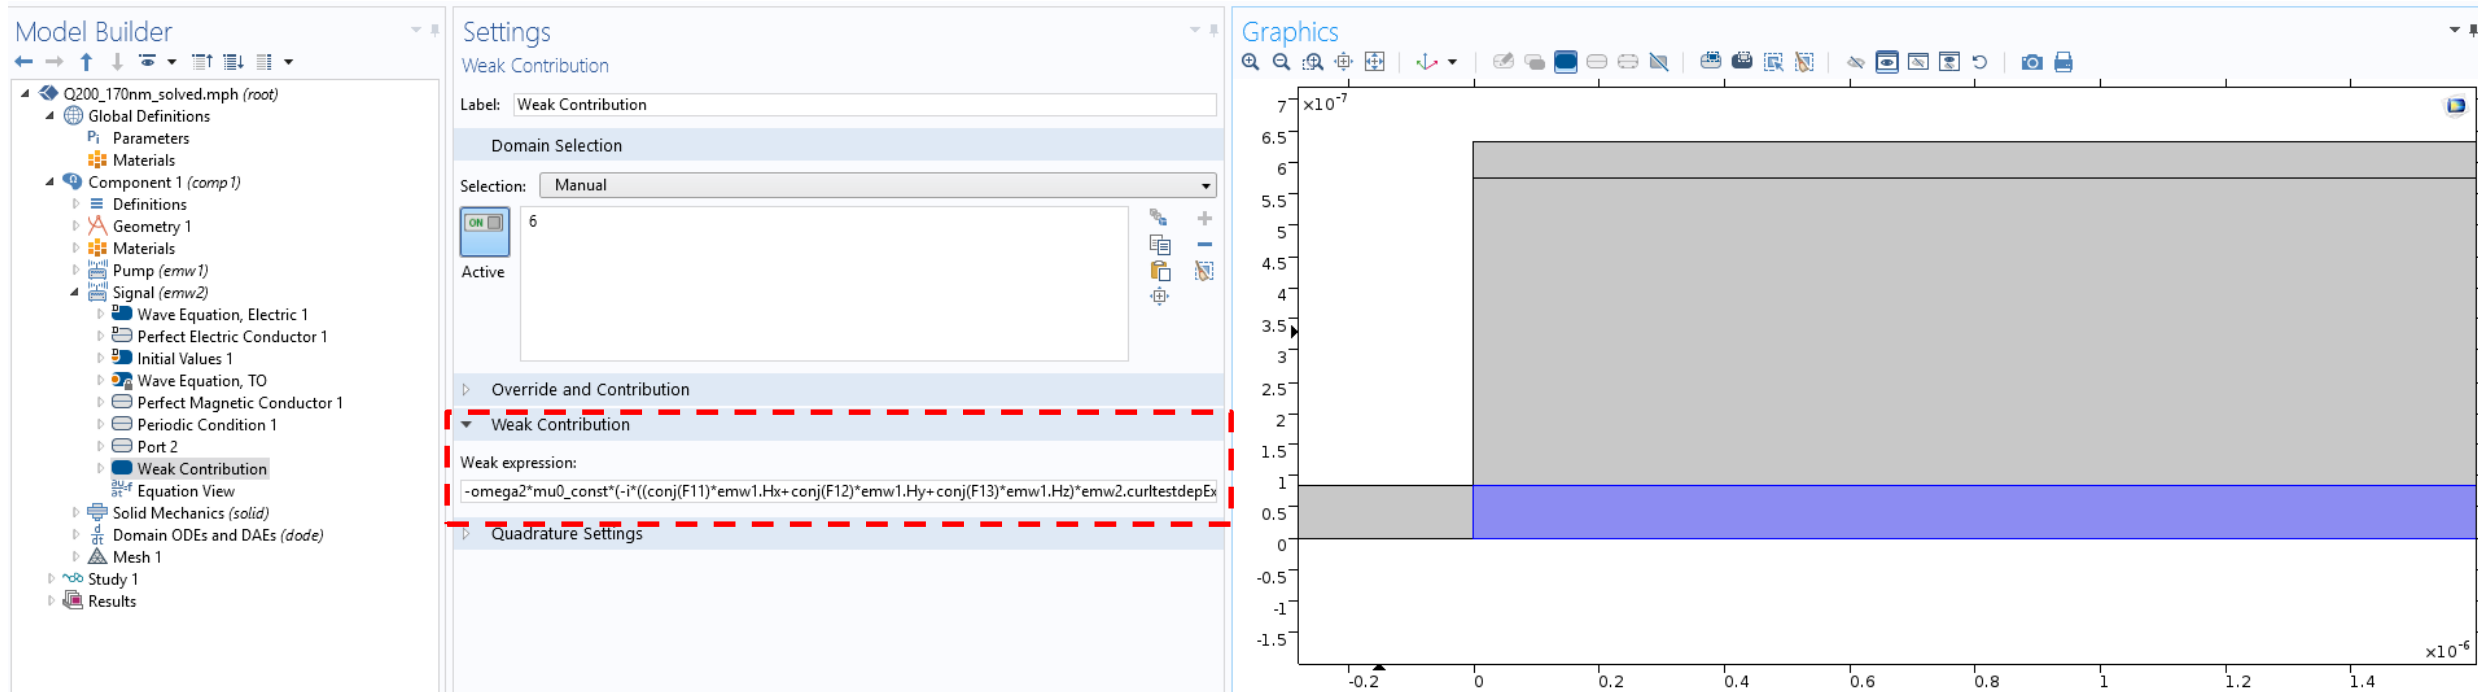 Model Builder
Q200_170nm_solved.mph (root)
Global Definitions
Pi Parameters
Materials
Component 1 (comp1)
Definitions
Geometry 1
Materials
Pump (emw1)
Signal (emw2)
Wave Equation, Electric 1
Perfect Electric Conductor 1
Initial Values 1
Wave Equation, TO
Perfect Magnetic Conductor 1
Periodic Condition 1
Port 2
Weak Contribution
Equation View
Solid Mechanics (solid)
Domain ODEs and DAEs (dode)
Mesh 1
Study 1
Results
Settings
Weak Contribution
Label: Weak Contribution
Domain Selection
Selection: Manual
ON
6
Active
Override and Contribution
Weak Contribution
Weak expression:
-omega2*mu0_const*(-i*((conj(F11)*emw1.Hx+conj(F12)*emw1.Hy+conj(F13)*emw1.Hz)*emw2.curltestdepEx
Quadrature Settings
Graphics
×10⁻⁷
7
6.5
6
5.5
5
4.5
4
3.5
3
2.5
2
1.5
1
0.5
0
-0.5
-1
-1.5
×10⁻⁶
-0.2 0 0.2 0.4 0.6 0.8 1 1.2 1.4